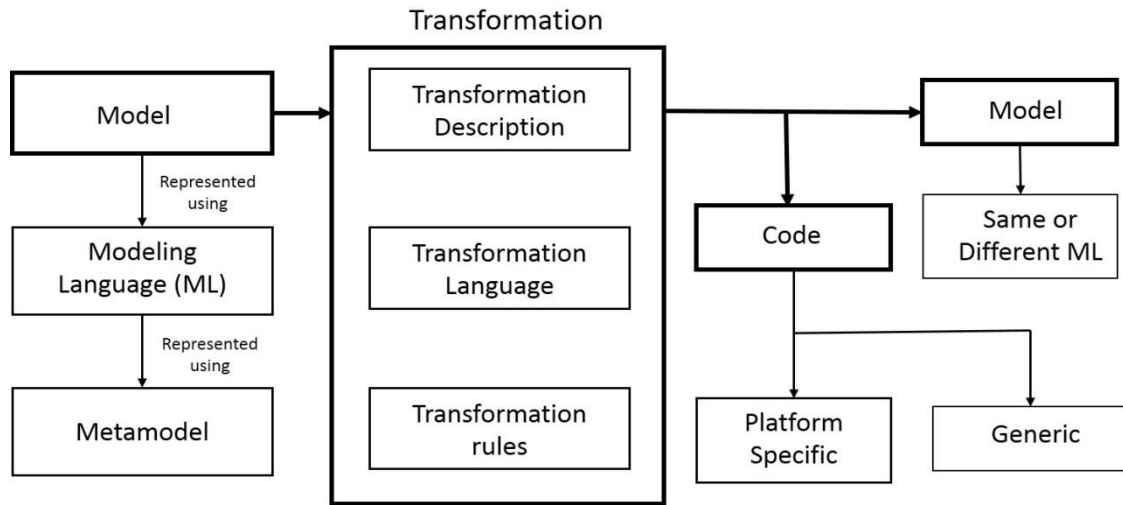 Transformation
Model
Represented
using
Modeling
Language (ML)
Represented
using
Metamodel
Transformation
Description
Transformation
Language
Transformation
rules
Model
Same or
Different ML
Code
Platform
Specific
Generic